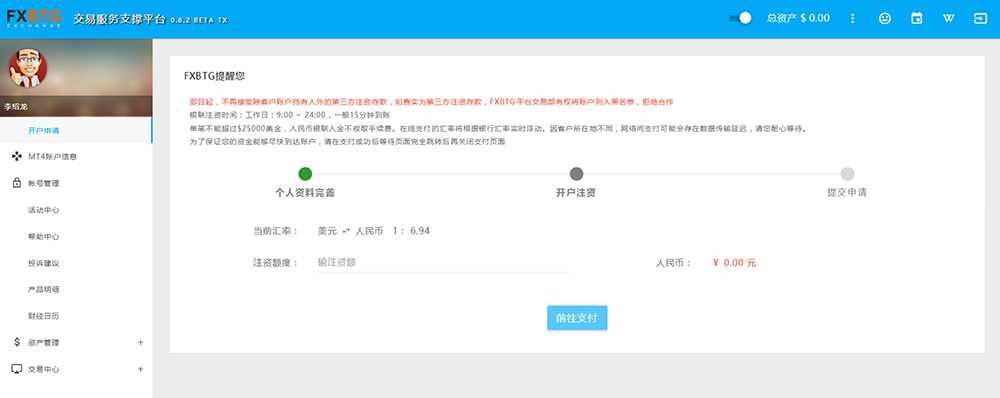 FXBTG
EXCHANGE
交易服务支撑平台 0.8.2 BETA TX
总资产 $ 0.00
W
李绍龙
开户申请
MT4账户信息
帐号管理
活动中心
帮助中心
投诉建议
产品明细
财经日历
资产管理 +
交易中心 +
FXBTG提醒您
即日起，不再接受除客户账户持有人外的第三方注资存款，如查实为第三方注资存款，FXBTG平台交易部有权将账户列入黑名单，拒绝合作
银联注资时间：工作日：9:00 ~ 24:00，一般15分钟到账
单笔不能超过$25000美金，人民币银联入金不收取手续费。在线支付的汇率将根据银行汇率实时浮动。因客户所在地不同，网络间支付可能会存在数据传输延迟，请您耐心等待。
为了保证您的资金能够尽快到达账户，请在支付成功后等待页面完全跳转后再关闭支付页面
个人资料完善
开户注资
提交申请
当前汇率： 美元 ⇄ 人民币 1： 6.94
注资额度： 输注资额
人民币： ¥ 0.00 元
前往支付